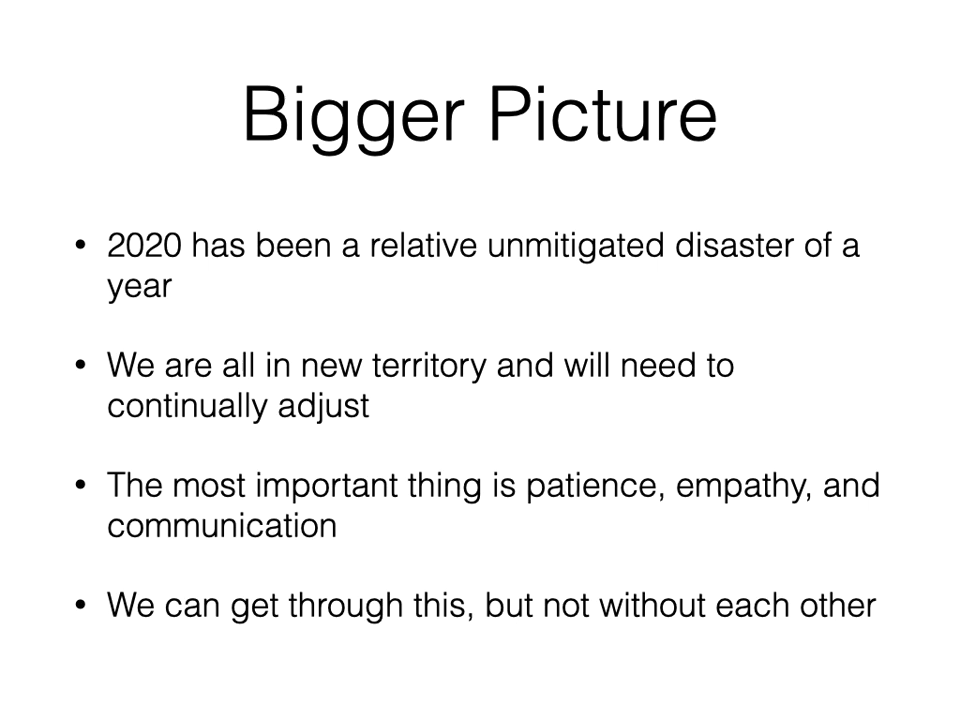 Bigger Picture
• 2020 has been a relative unmitigated disaster of a
year
• We are all in new territory and will need to
continually adjust
• The most important thing is patience, empathy, and
communication
• We can get through this, but not without each other